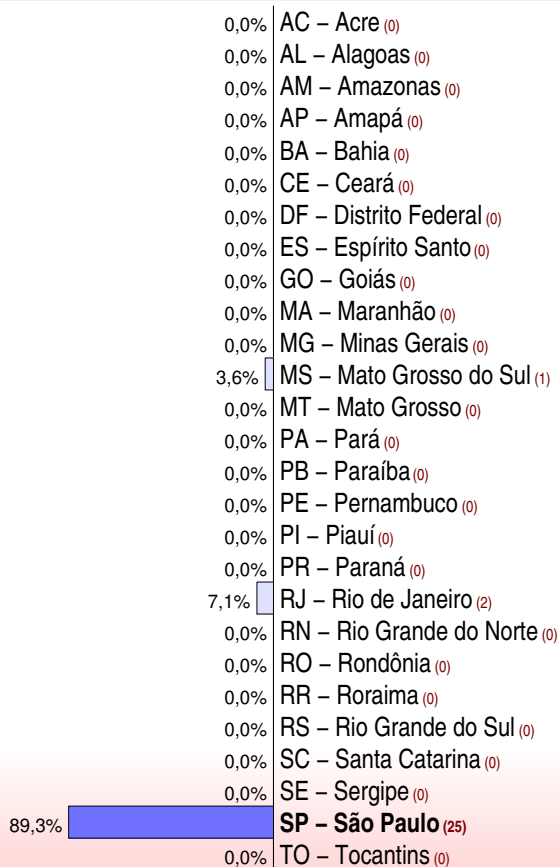 0,0% AC – Acre (0)
0,0% AL – Alagoas (0)
0,0% AM – Amazonas (0)
0,0% AP – Amapá (0)
0,0% BA – Bahia (0)
0,0% CE – Ceará (0)
0,0% DF – Distrito Federal (0)
0,0% ES – Espírito Santo (0)
0,0% GO – Goiás (0)
0,0% MA – Maranhão (0)
0,0% MG – Minas Gerais (0)
3,6% MS – Mato Grosso do Sul (1)
0,0% MT – Mato Grosso (0)
0,0% PA – Pará (0)
0,0% PB – Paraíba (0)
0,0% PE – Pernambuco (0)
0,0% PI – Piauí (0)
0,0% PR – Paraná (0)
7,1% RJ – Rio de Janeiro (2)
0,0% RN – Rio Grande do Norte (0)
0,0% RO – Rondônia (0)
0,0% RR – Roraima (0)
0,0% RS – Rio Grande do Sul (0)
0,0% SC – Santa Catarina (0)
0,0% SE – Sergipe (0)
89,3% SP – São Paulo (25)
0,0% TO – Tocantins (0)